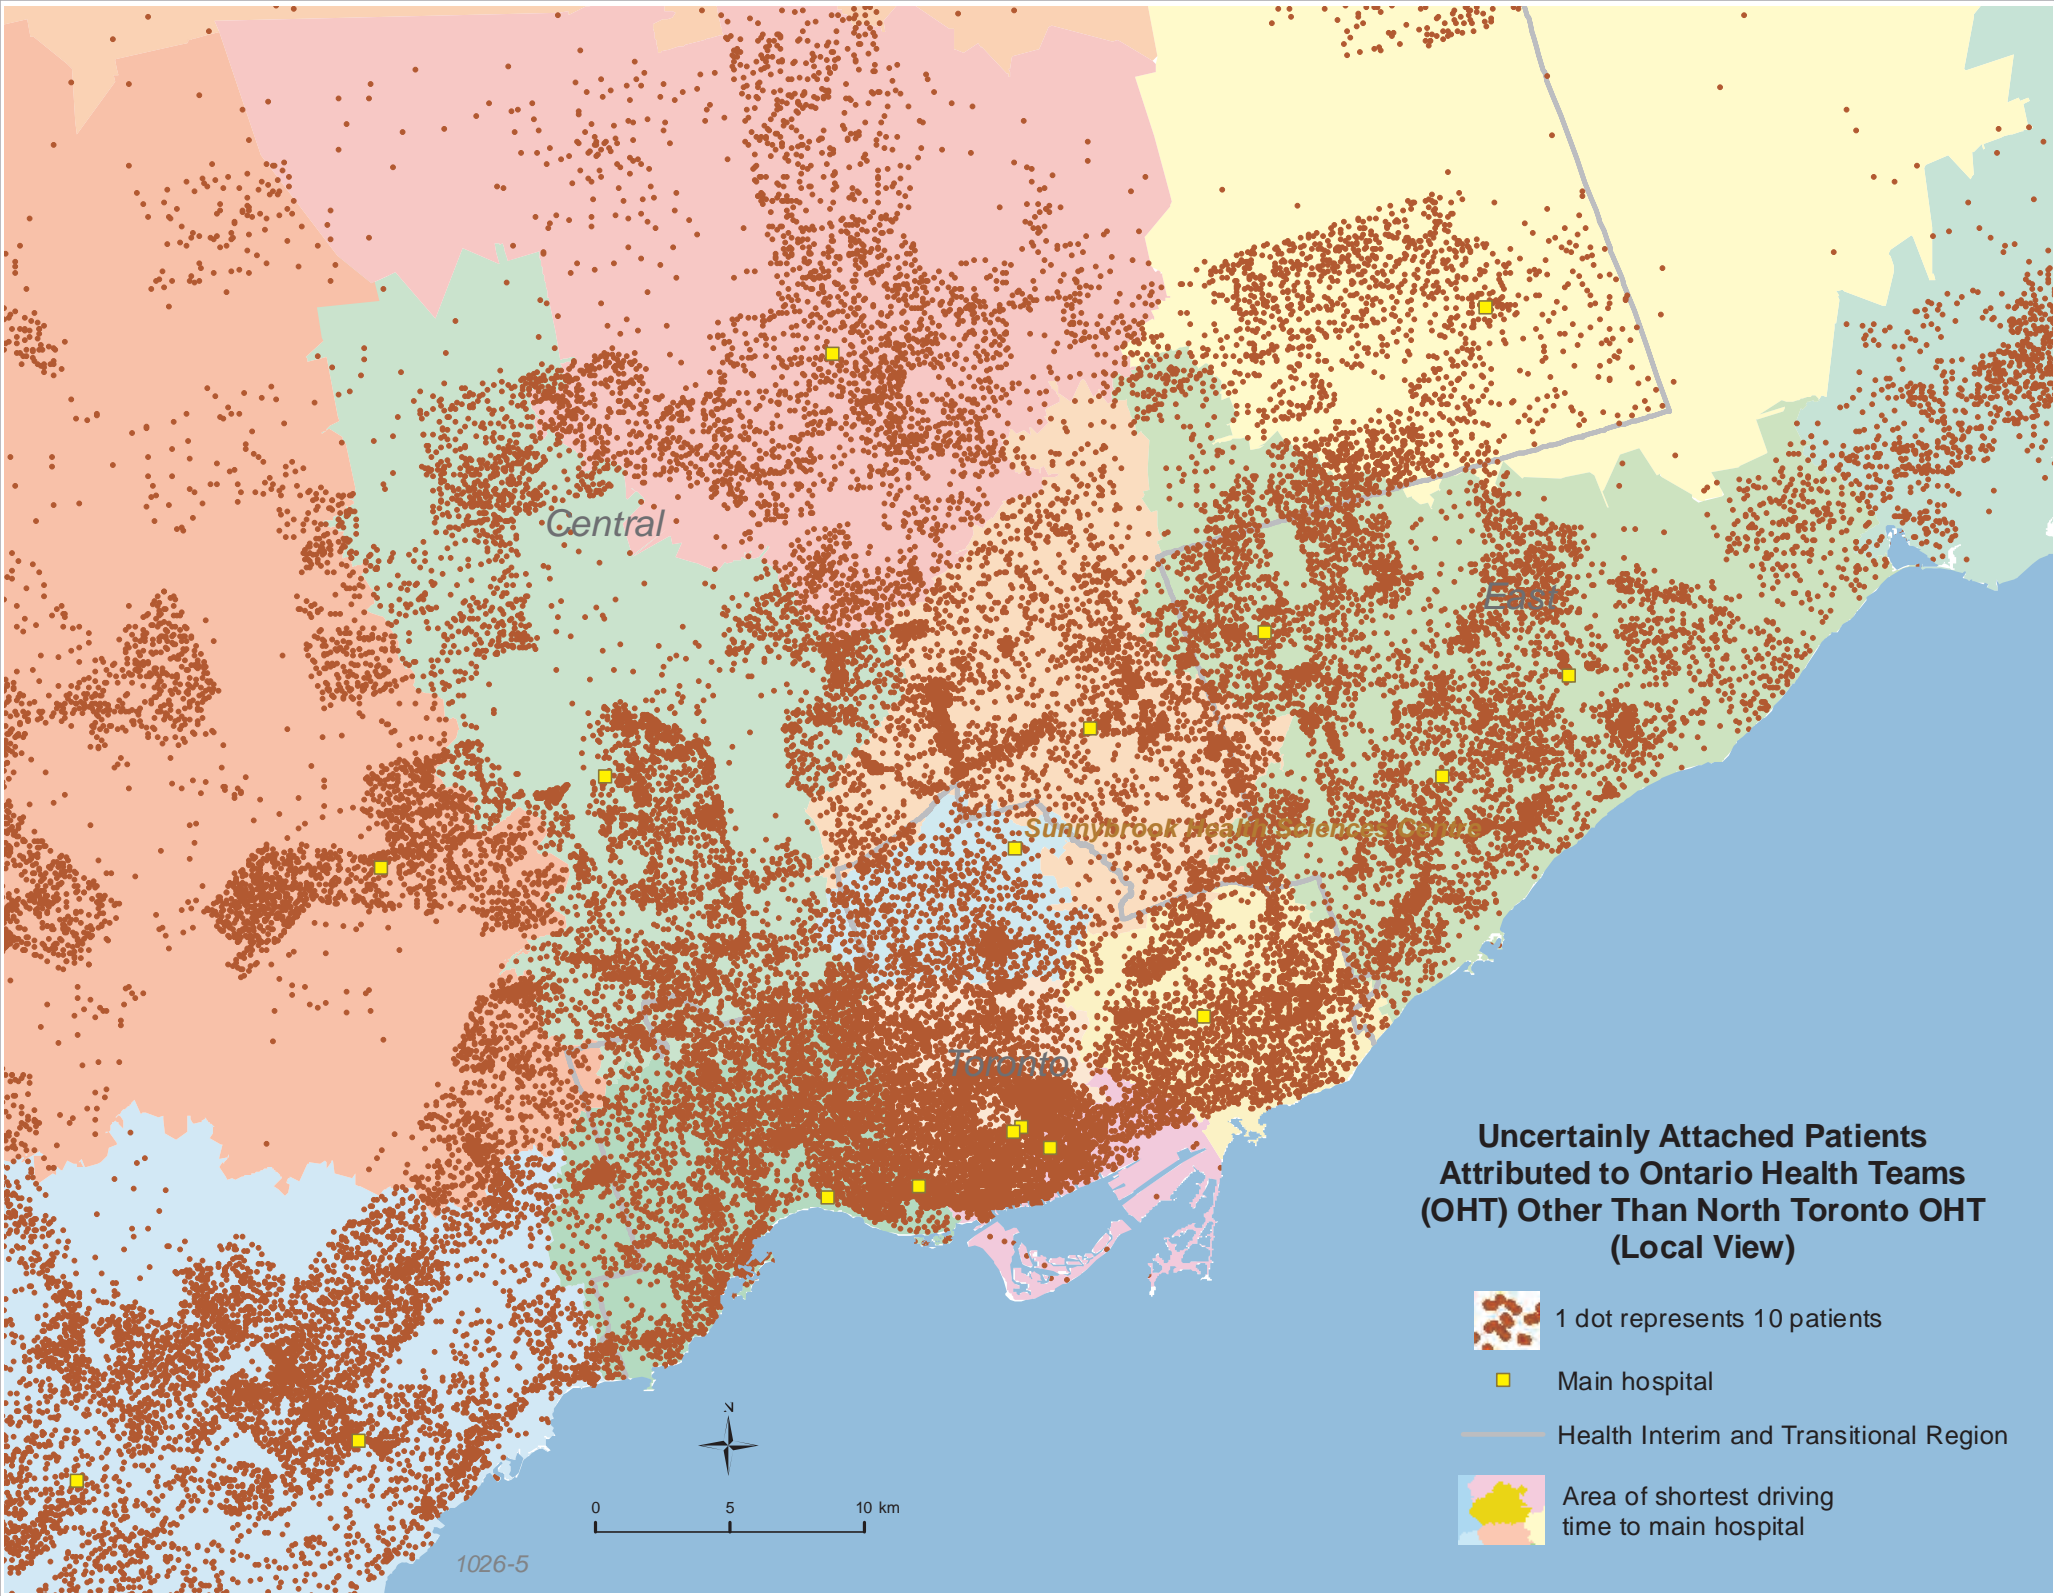 Central
East
Sunnybrook Health Sciences Centre
Toronto
Uncertainly Attached Patients
Attributed to Ontario Health Teams
(OHT) Other Than North Toronto OHT
(Local View)
1 dot represents 10 patients
Main hospital
Health Interim and Transitional Region
Area of shortest driving
time to main hospital
N
0 5 10 km
1026-5